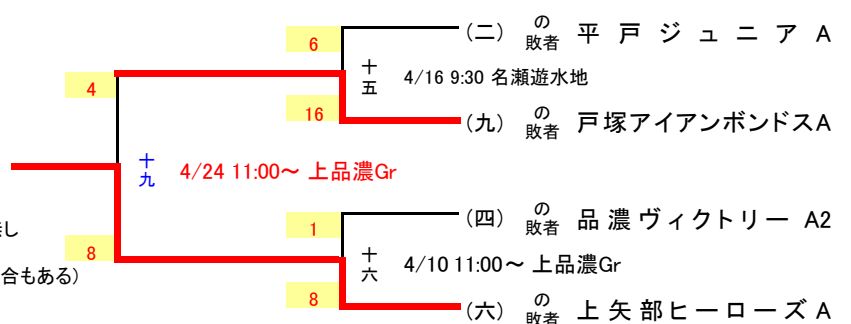 6
(二) の敗者 平戸ジュニア A
十五 4/16 9:30 名瀬遊水地
4
16
(九) の敗者 戸塚アイアンボンドスA
十九 4/24 11:00～ 上品濃Gr
1
(四) の敗者 品濃ヴィクトリー A2
し
8
十六 4/10 11:00～ 上品濃Gr
合もある）
8
(六) の敗者 上矢部ヒーローズ A